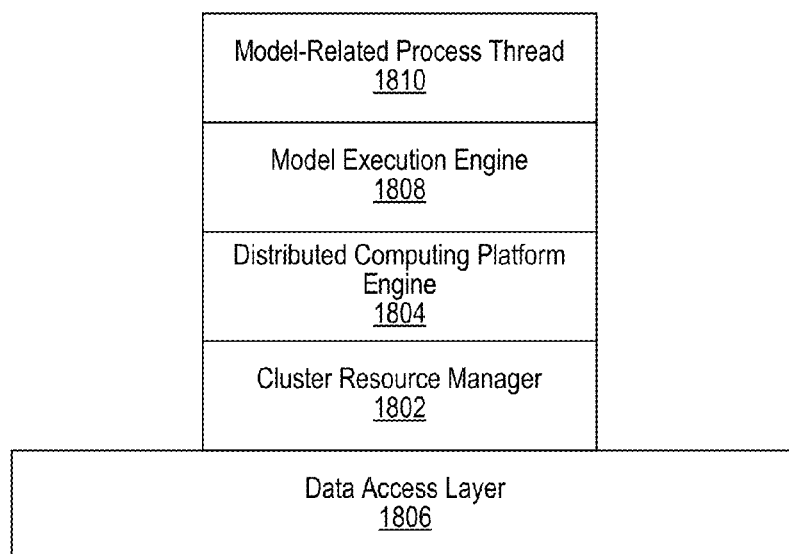 Model-Related Process Thread
1810
Model Execution Engine
1808
Distributed Computing Platform
Engine
1804
Cluster Resource Manager
1802
Data Access Layer
1806